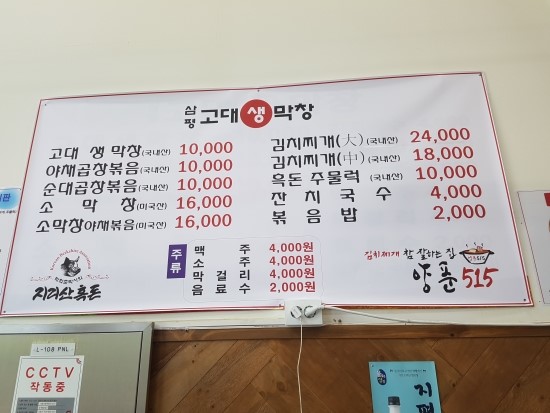 삼평 고대 생 막창
고대 생막창(국내산) 10,000
야채곱창볶음(국내산) 10,000
순대곱창볶음(국내산) 10,000
소 막 창(미국산) 16,000
소막창야채볶음(미국산) 16,000
김치찌개(大) (국내산) 24,000
김치찌개(中) (국내산) 18,000
흑돈 주물럭 (국내산) 10,000
잔 치 국 수 4,000
볶 음 밥 2,000
주류
맥 주 4,000원
소 주 4,000원
막 걸 리 4,000원
음 료 수 2,000원
지리산흑돈
김치찌개 참 잘하는 집
양푼 515
L-108 PNL
CCTV
작동중
지평